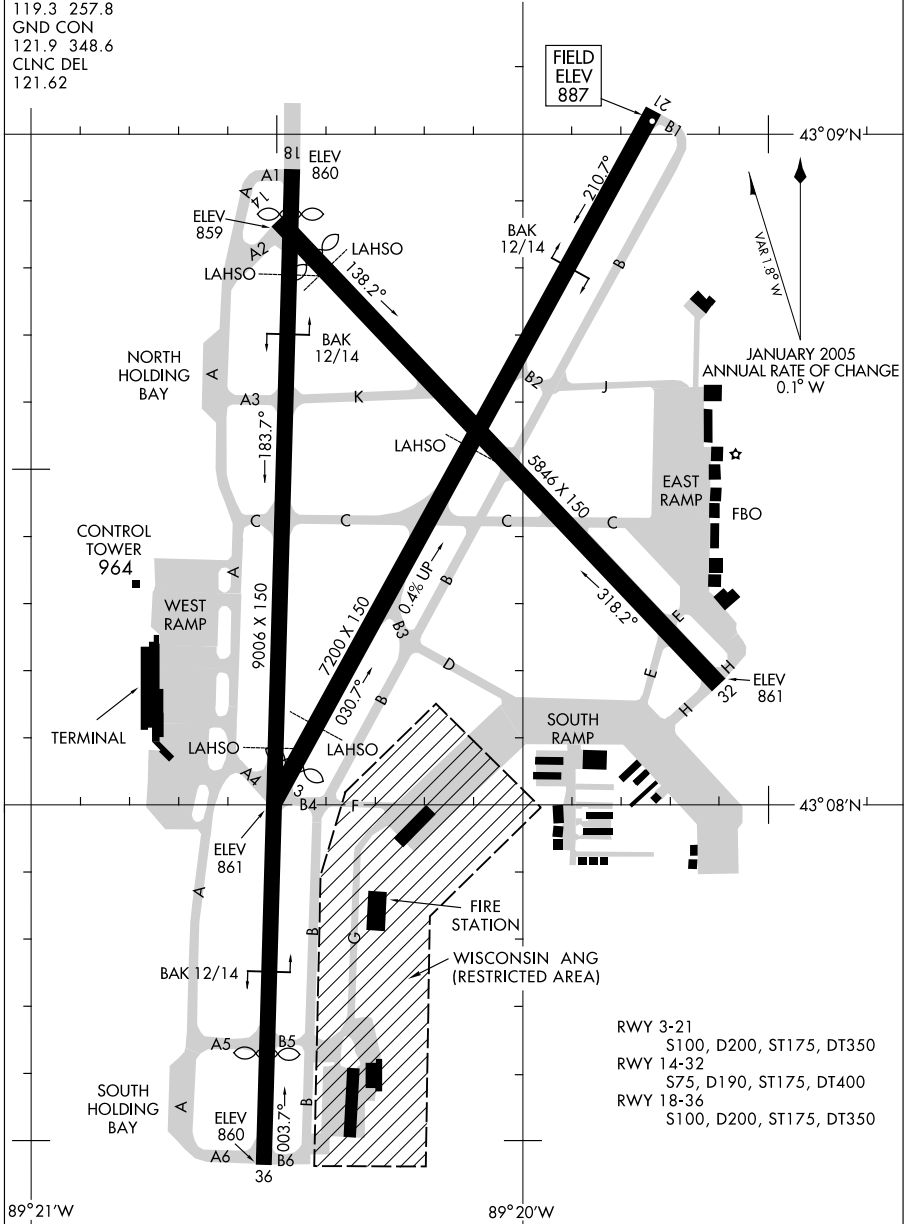 119.3 257.8
GND CON
121.9 348.6
CLNC DEL
121.62
FIELD
ELEV
887
21
B1
43°09'N
18
ELEV
860
A1
A
14
ELEV
859
A2
LAHSO
LAHSO
138.2°
210.7°
BAK
12/14
B
VAR 1.8° W
JANUARY 2005
ANNUAL RATE OF CHANGE
0.1° W
BAK
12/14
NORTH
HOLDING
BAY
A
A3
K
B2
J
183.7°
LAHSO
5846 X 150
EAST
RAMP
FBO
C
C
C
C
CONTROL
TOWER
964
A
WEST
RAMP
9006 X 150
7200 X 150
0.4% UP
B
B3
318.2°
E
E
D
H
H
32
ELEV
861
030.7°
B
TERMINAL
LAHSO
LAHSO
SOUTH
RAMP
A4
3
B4
F
43°08'N
ELEV
861
A
B
G
FIRE
STATION
WISCONSIN ANG
(RESTRICTED AREA)
BAK 12/14
A5
B5
RWY 3-21
S100, D200, ST175, DT350
RWY 14-32
S75, D190, ST175, DT400
RWY 18-36
S100, D200, ST175, DT350
SOUTH
HOLDING
BAY
A
ELEV
860
003.7°
B
A6
B6
36
89°21'W
89°20'W